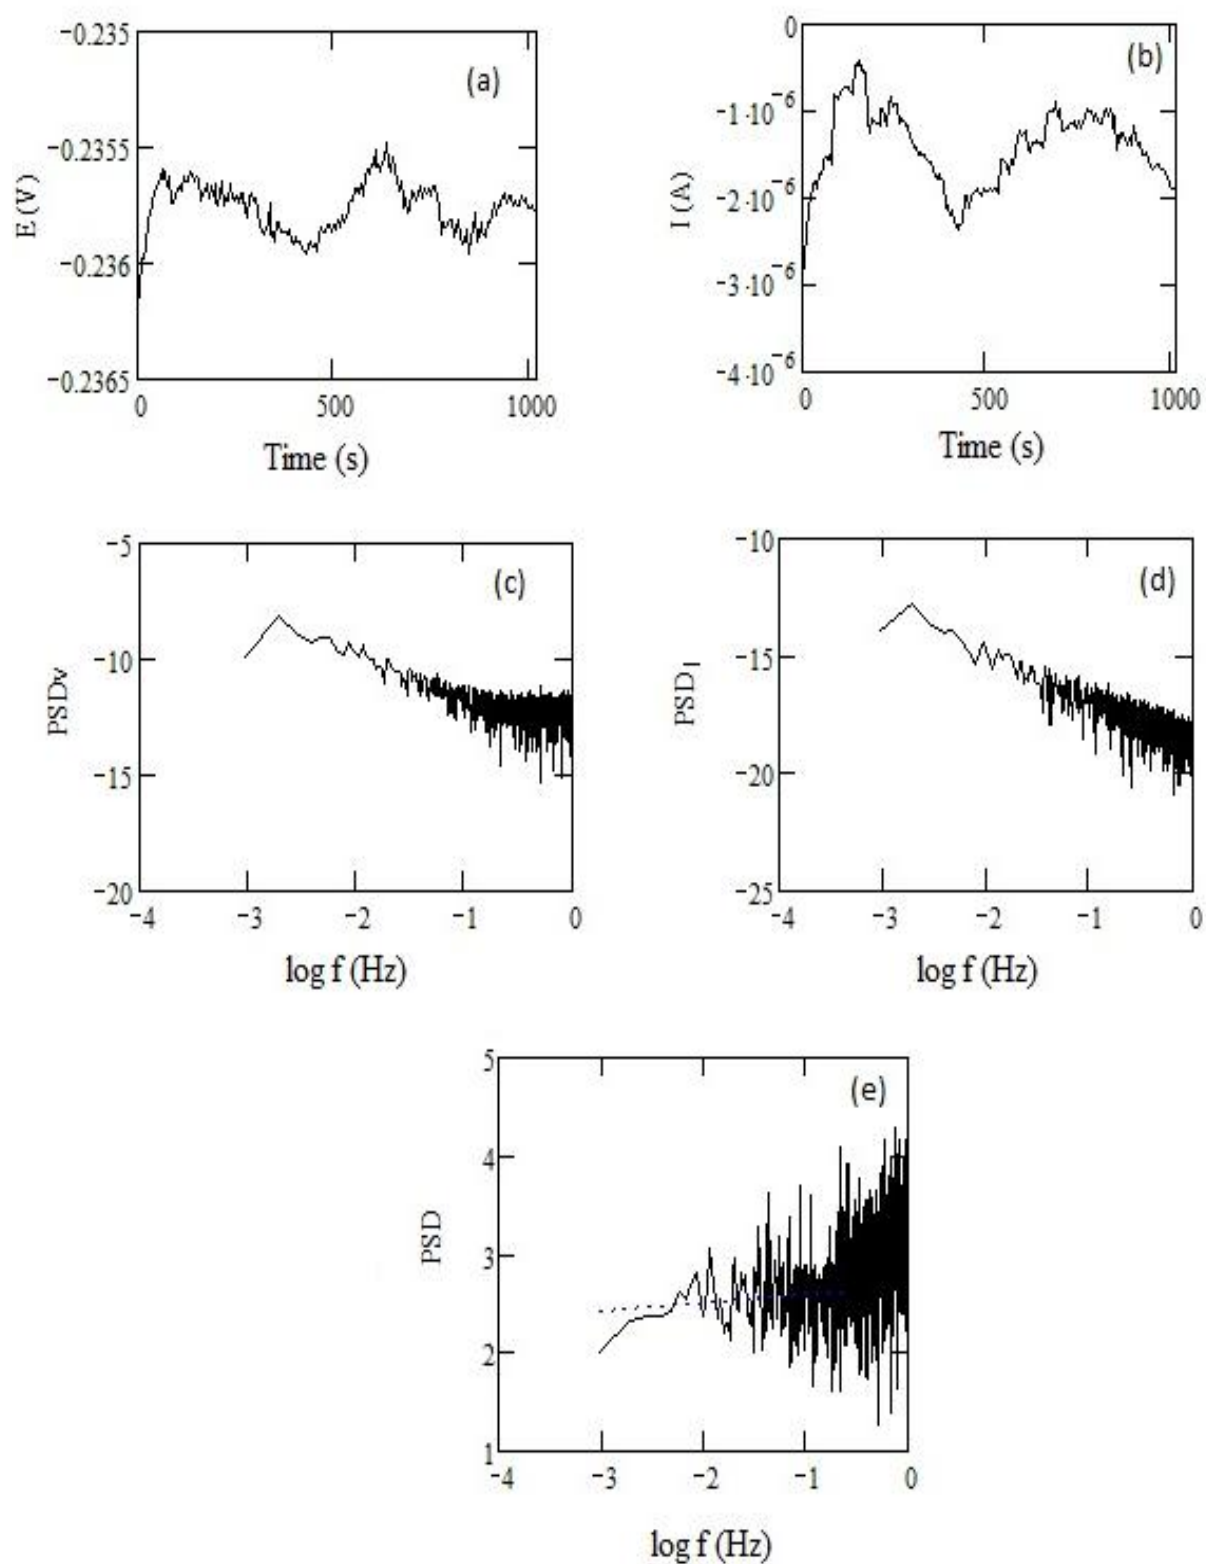 −0.235
(a)
−0.2355
E (V)
−0.236
−0.2365
0 500 1000
Time (s)
0
(b)
−1·10⁻⁶
−2·10⁻⁶
I (A)
−3·10⁻⁶
−4·10⁻⁶
0 500 1000
Time (s)
−5
(c)
−10
PSDv
−15
−20
−4 −3 −2 −1 0
log f (Hz)
−10
(d)
−15
PSD_I
−20
−25
−4 −3 −2 −1 0
log f (Hz)
5
(e)
4
PSD
3
2
1
−4 −3 −2 −1 0
log f (Hz)